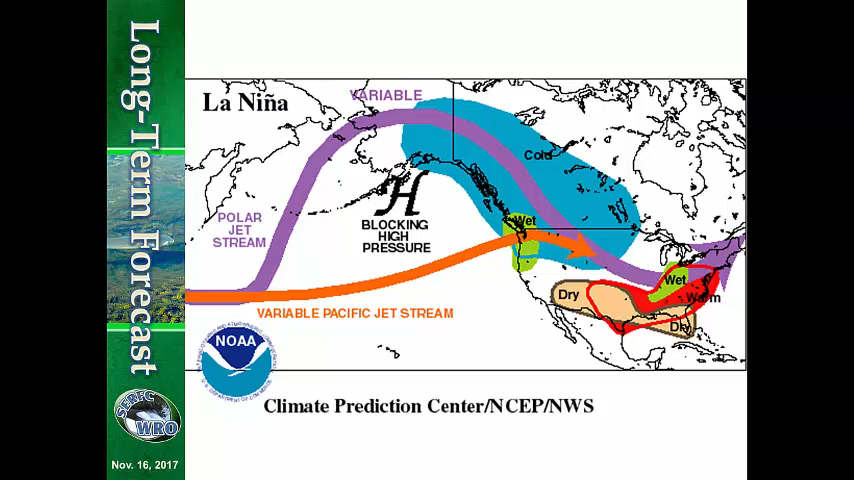 Long-Term Forecast
SERFC
WRO
Nov. 16, 2017
La Niña
VARIABLE
Cold
POLAR
JET
STREAM
H
BLOCKING
HIGH
PRESSURE
Wet
VARIABLE PACIFIC JET STREAM
Wet
Warm
Dry
Dry
NOAA
Climate Prediction Center/NCEP/NWS